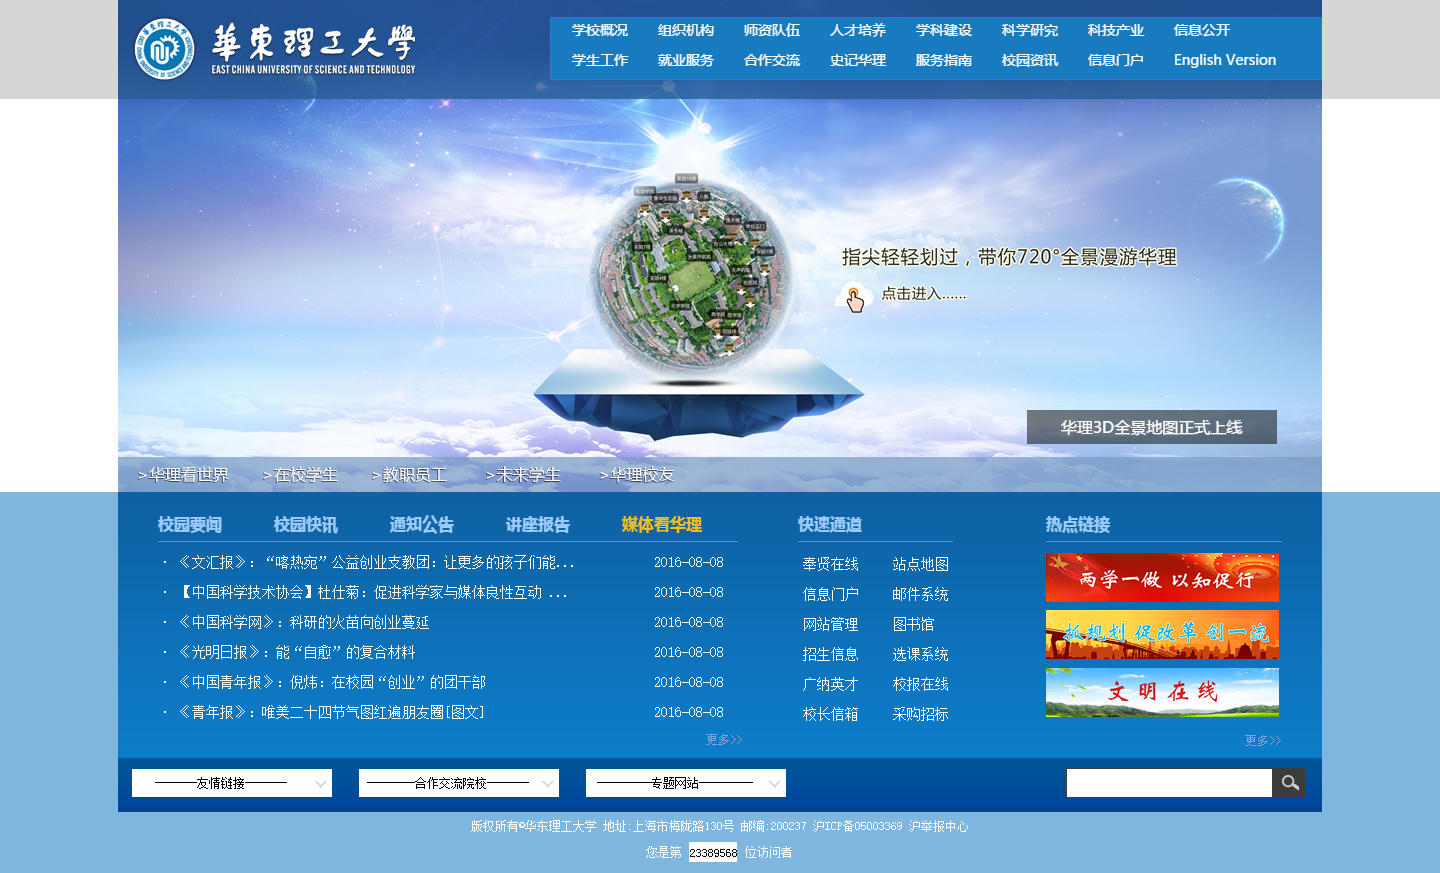 華東理工大學
EAST CHINA UNIVERSITY OF SCIENCE AND TECHNOLOGY
学校概况 组织机构 师资队伍 人才培养 学科建设 科学研究 科技产业 信息公开
学生工作 就业服务 合作交流 史记华理 服务指南 校园资讯 信息门户 English Version
指尖轻轻划过，带你720°全景漫游华理
点击进入......
华理3D全景地图正式上线
>华理看世界 >在校学生 >教职员工 >未来学生 >华理校友
校园要闻 校园快讯 通知公告 讲座报告 媒体看华理 快速通道 热点链接
· 《文汇报》：“喀热宛”公益创业支教团：让更多的孩子们能... 2016-08-08
· 【中国科学技术协会】杜仕菊：促进科学家与媒体良性互动 ... 2016-08-08
· 《中国科学网》：科研的火苗向创业蔓延 2016-08-08
· 《光明日报》：能“自愈”的复合材料 2016-08-08
· 《中国青年报》：倪炜：在校园“创业”的团干部 2016-08-08
· 《青年报》：唯美二十四节气图红遍朋友圈[图文] 2016-08-08
更多>>
奉贤在线 站点地图
信息门户 邮件系统
网站管理 图书馆
招生信息 选课系统
广纳英才 校报在线
校长信箱 采购招标
两学一做 以知促行
抓规划 促改革 创一流
文明在线
更多>>
———友情链接——— ————合作交流院校———— ————专题网站————
版权所有©华东理工大学 地址:上海市梅陇路130号 邮编:200237 沪ICP备05003369 沪举报中心
您是第 23389568 位访问者